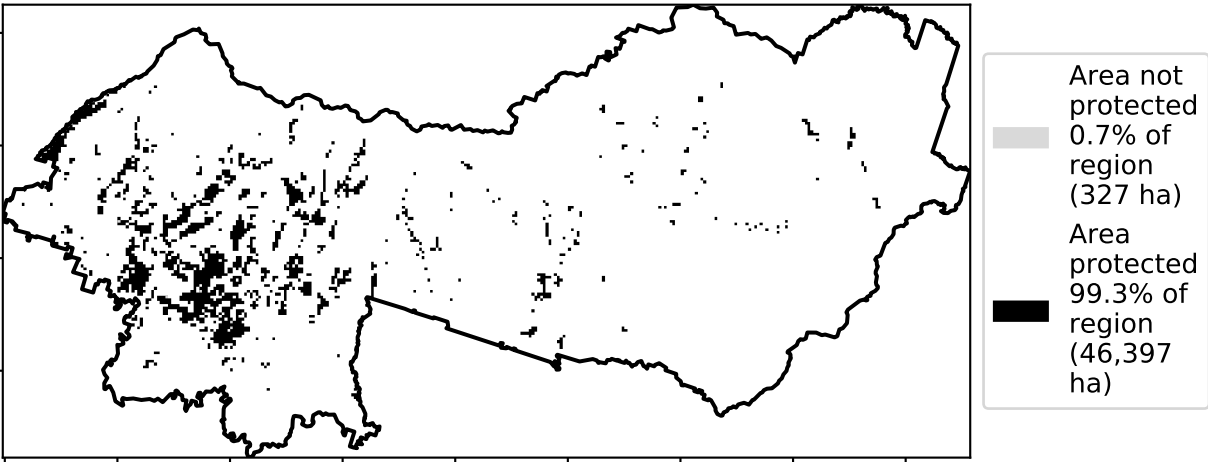 Area not
protected
0.7% of
region
(327 ha)
Area
protected
99.3% of
region
(46,397
ha)